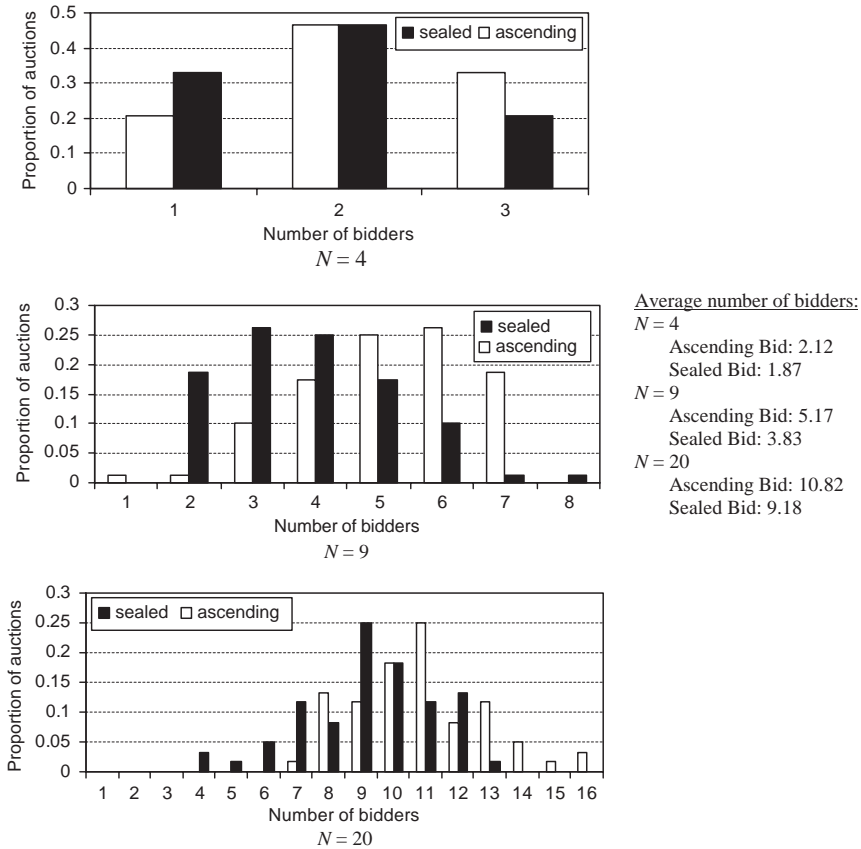 0.5
0.4
0.3
0.2
0.1
0
Proportion of auctions
sealed ascending
1 2 3
Number of bidders
N = 4
0.3
0.25
0.2
0.15
0.1
0.05
0
Proportion of auctions
sealed
ascending
1 2 3 4 5 6 7 8
Number of bidders
N = 9
Average number of bidders:
N = 4
Ascending Bid: 2.12
Sealed Bid: 1.87
N = 9
Ascending Bid: 5.17
Sealed Bid: 3.83
N = 20
Ascending Bid: 10.82
Sealed Bid: 9.18
0.3
0.25
0.2
0.15
0.1
0.05
0
Proportion of auctions
sealed ascending
1 2 3 4 5 6 7 8 9 10 11 12 13 14 15 16
Number of bidders
N = 20